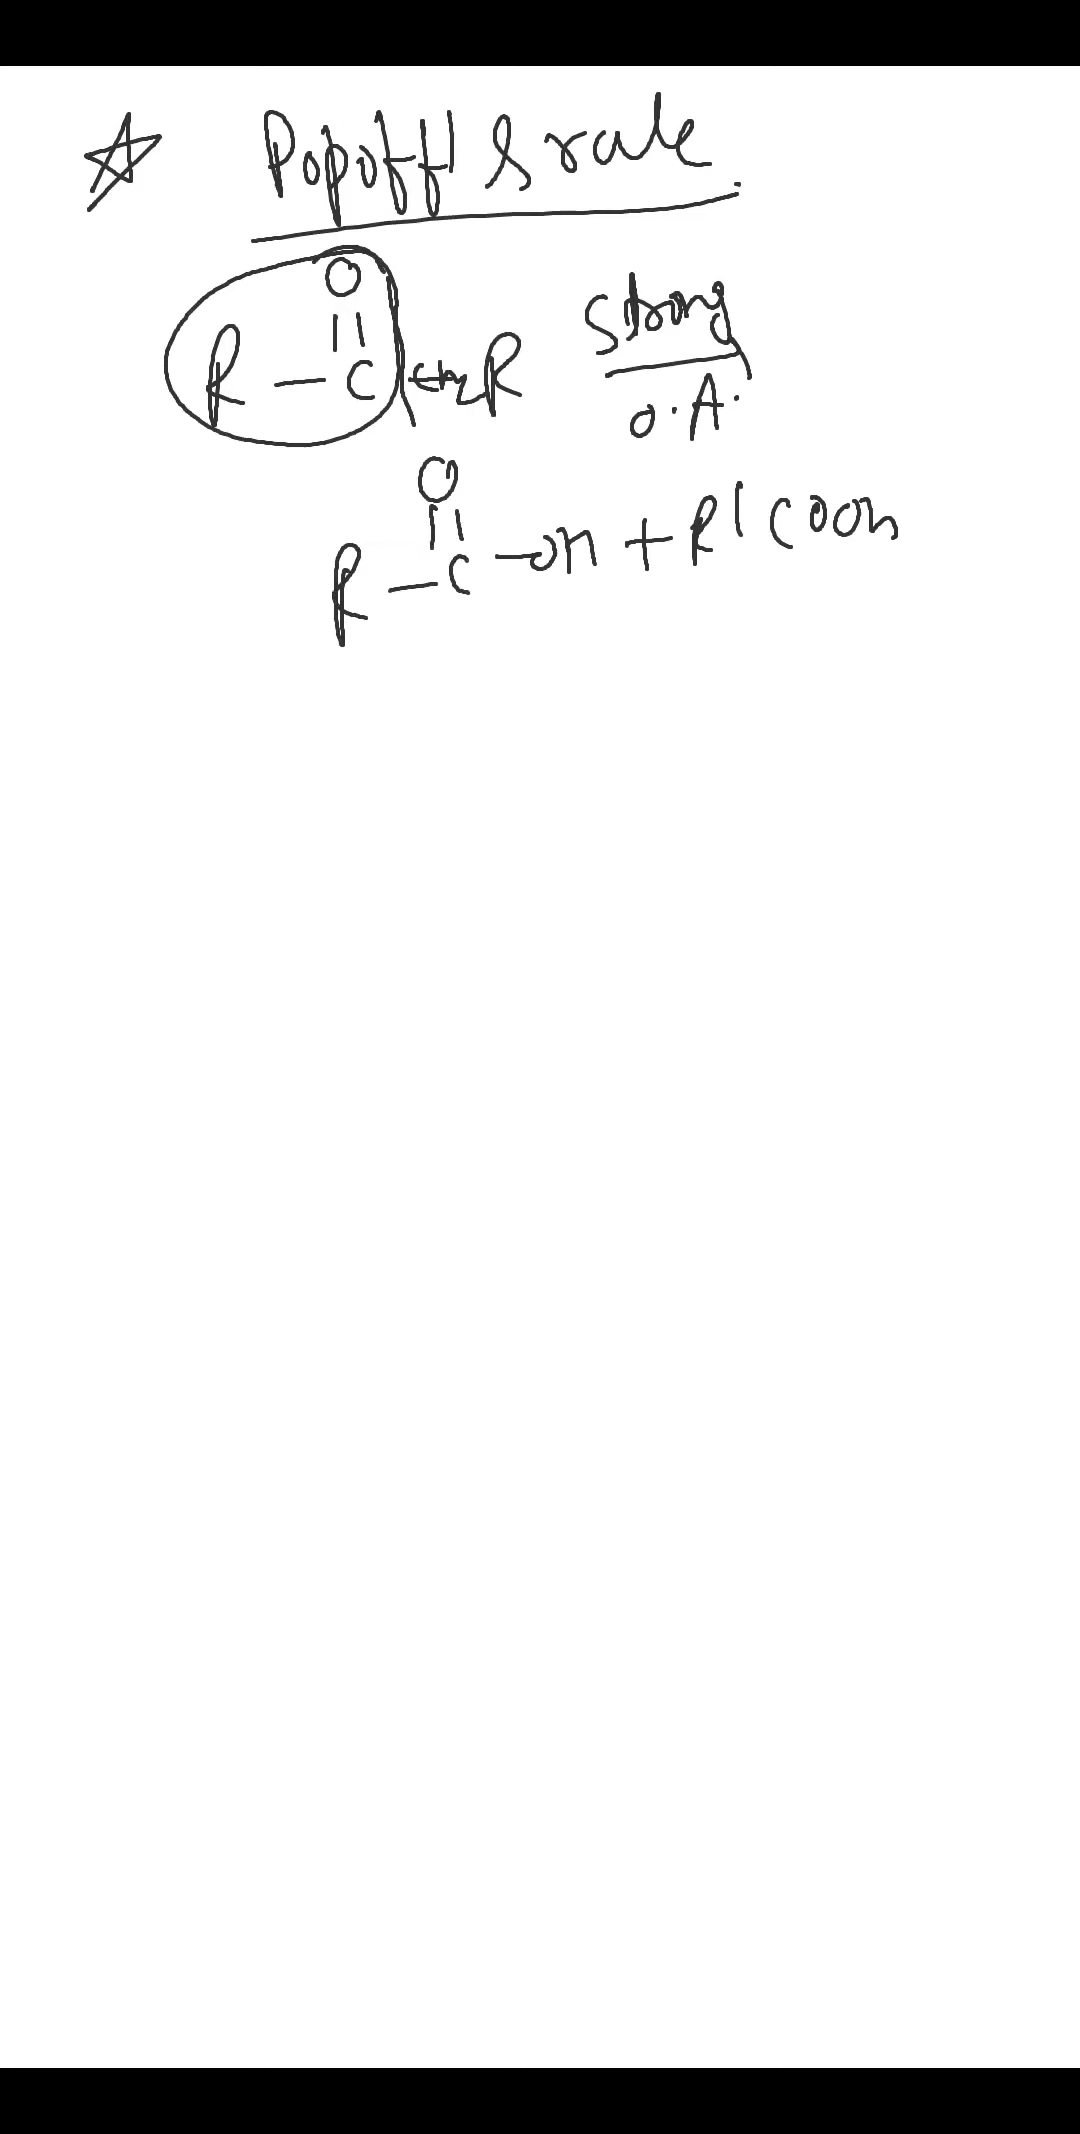 ☆ Popoff's rule
O
||
R - C - CH2R strong
O.A.
O
||
R - C - OH + R' COOH